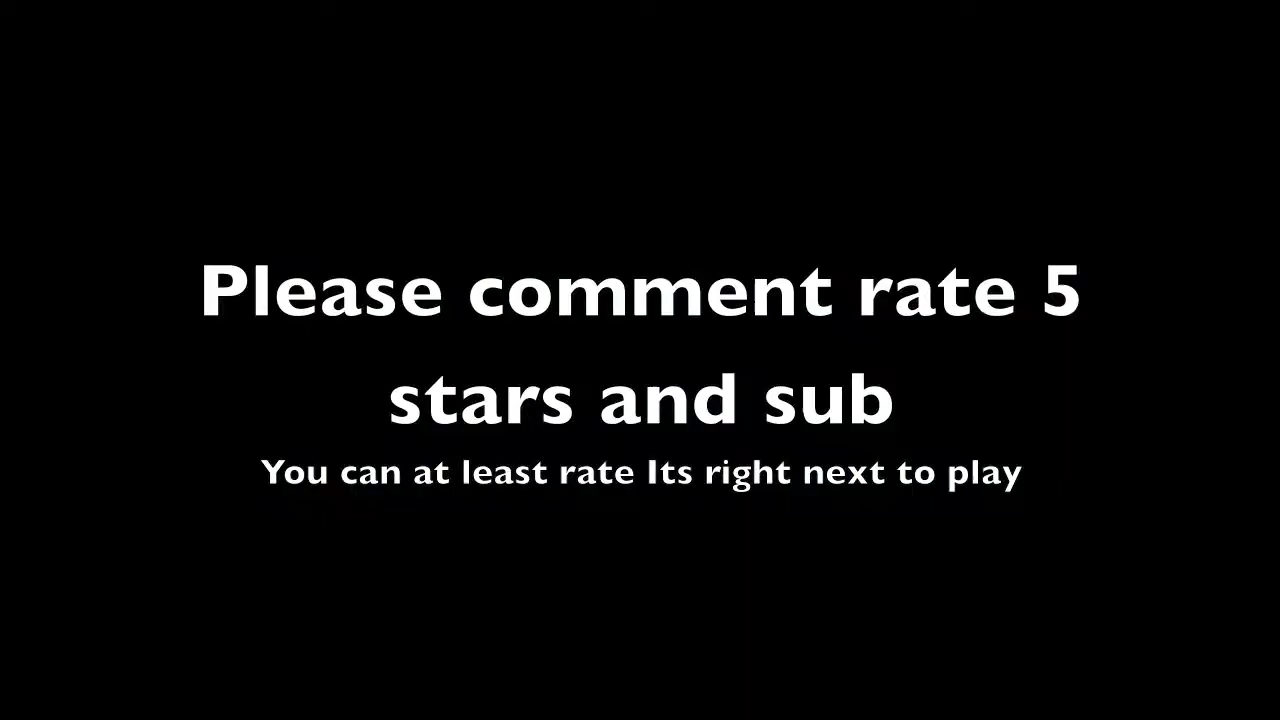 Please comment rate 5
stars and sub
You can at least rate Its right next to play